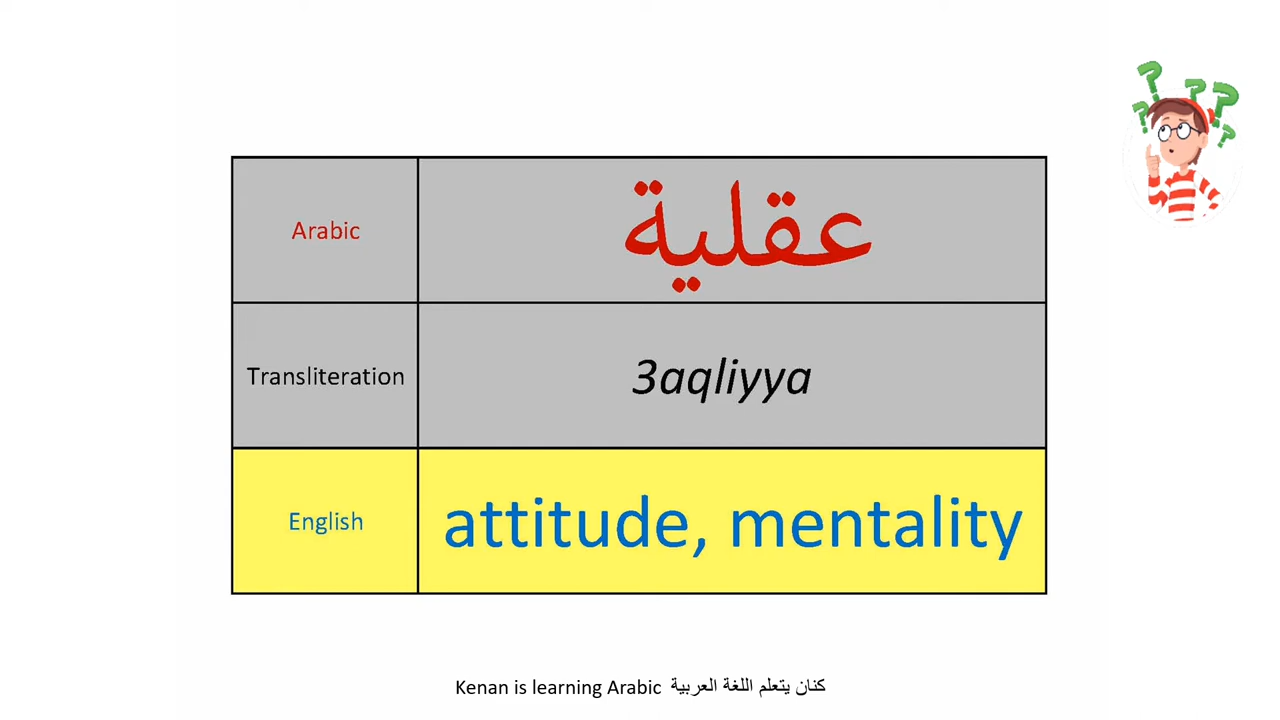 Arabic عقلية
Transliteration 3aqliyya
English attitude, mentality
Kenan is learning Arabic كنان يتعلم اللغة العربية